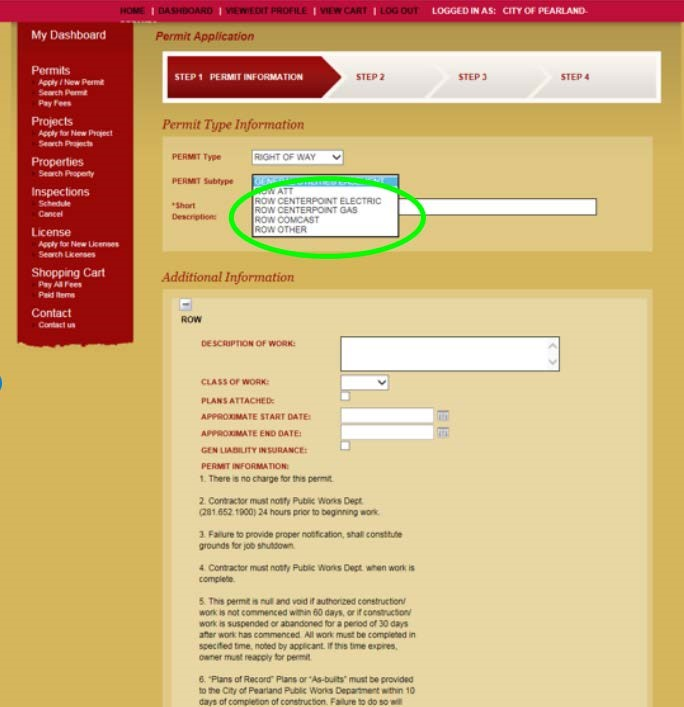 HOME | DASHBOARD | VIEW/EDIT PROFILE | VIEW CART | LOG OUT LOGGED IN AS: CITY OF PEARLAND-
My Dashboard
Permits
Apply / New Permit
Search Permit
Pay Fees
Projects
Apply for New Project
Search Projects
Properties
Search Property
Inspections
Schedule
Cancel
License
Apply for New Licenses
Search Licenses
Shopping Cart
Pay All Fees
Paid Items
Contact
Contact us
Permit Application
STEP 1 PERMIT INFORMATION STEP 2 STEP 3 STEP 4
Permit Type Information
PERMIT Type RIGHT OF WAY
PERMIT Subtype
ROW ATT
ROW CENTERPOINT ELECTRIC
ROW CENTERPOINT GAS
ROW COMCAST
ROW OTHER
*Short
Description:
Additional Information
ROW
DESCRIPTION OF WORK:
CLASS OF WORK:
PLANS ATTACHED:
APPROXIMATE START DATE:
APPROXIMATE END DATE:
GEN LIABILITY INSURANCE:
PERMIT INFORMATION:
1. There is no charge for this permit.
2. Contractor must notify Public Works Dept.
(281.652.1900) 24 hours prior to beginning work.
3. Failure to provide proper notification, shall constitute
grounds for job shutdown.
4. Contractor must notify Public Works Dept. when work is
complete.
5. This permit is null and void if authorized construction/
work is not commenced within 60 days, or if construction/
work is suspended or abandoned for a period of 30 days
after work has commenced. All work must be completed in
specified time, noted by applicant. If this time expires,
owner must reapply for permit.
6. "Plans of Record" Plans or "As-builts" must be provided
to the City of Pearland Public Works Department within 10
days of completion of construction. Failure to do so will